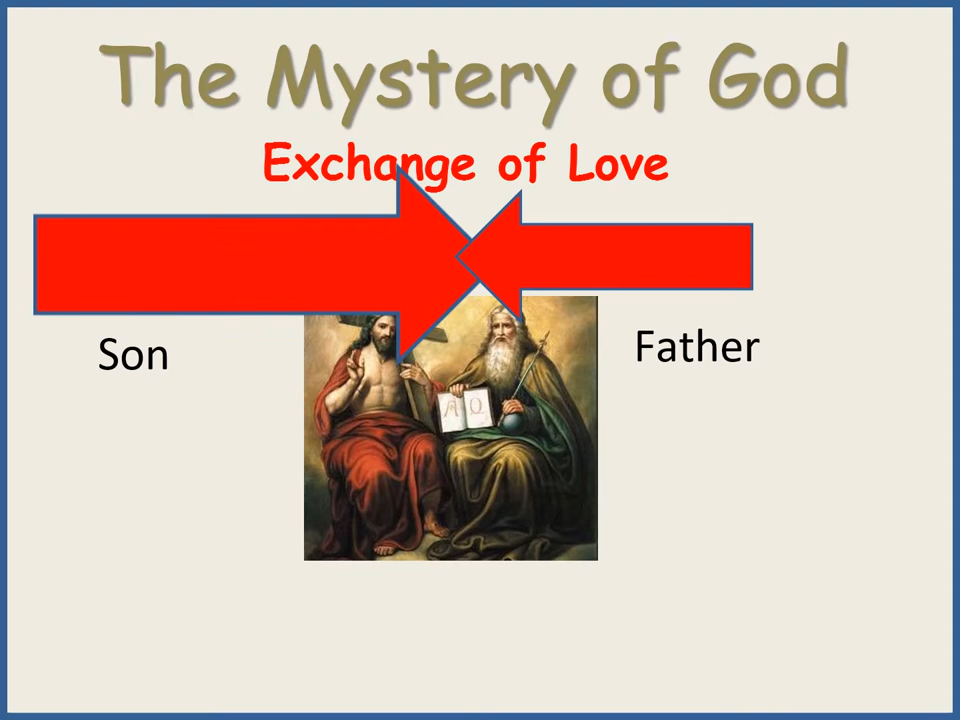 The Mystery of God
Exchange of Love
Son
Father
A Ω